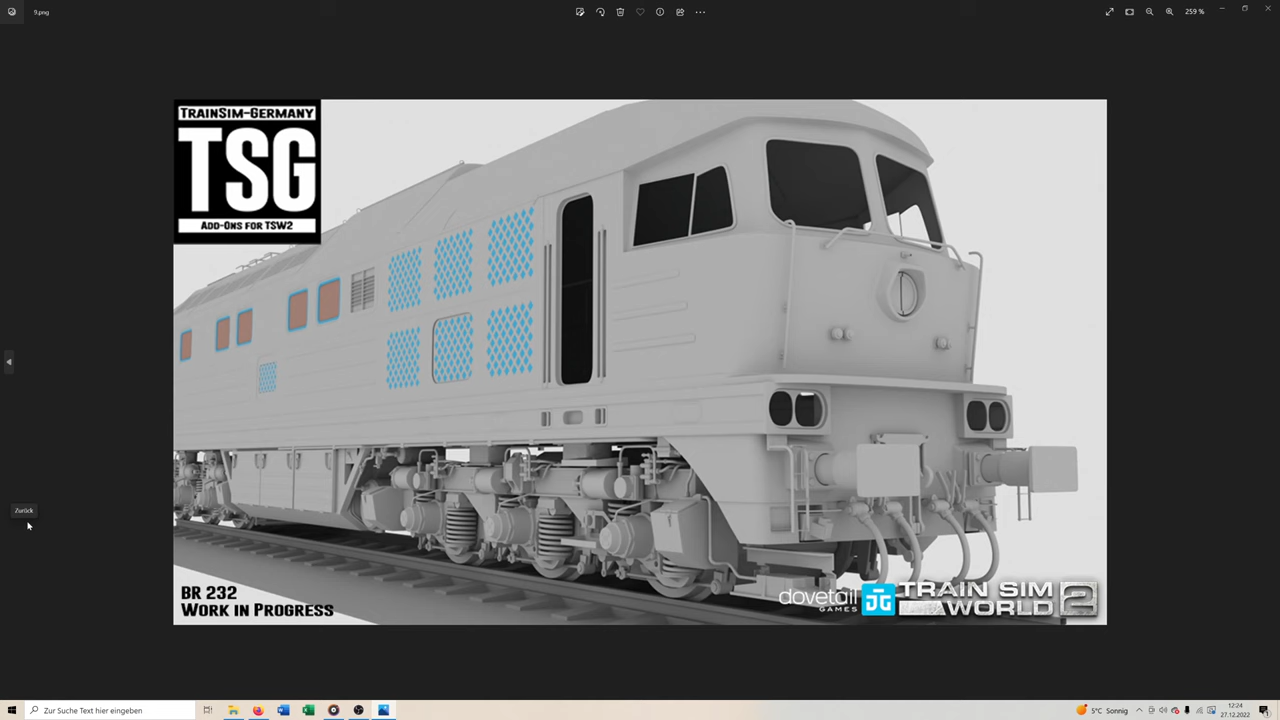 9.png
259 %
TRAINSIM-GERMANY
TSG
ADD-ONS FOR TSW2
Zurück
BR 232
WORK IN PROGRESS
dovetail
GAMES
TRAIN SIM
WORLD 2
Zur Suche Text hier eingeben
5°C Sonnig
12:24
27.12.2022